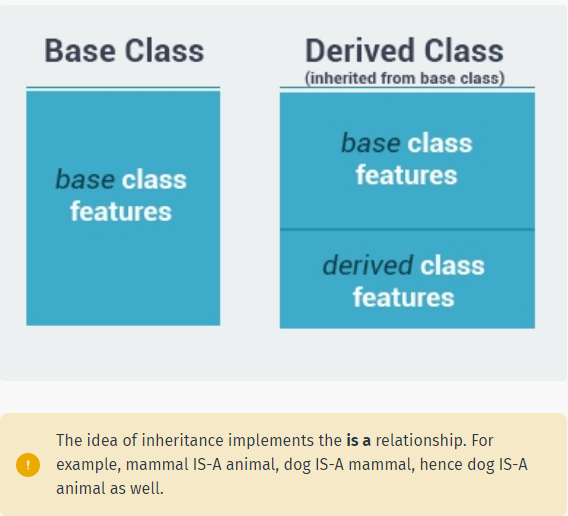 Base Class
base class
features
Derived Class
(inherited from base class)
base class
features
derived class
features
!
The idea of inheritance implements the is a relationship. For
example, mammal IS-A animal, dog IS-A mammal, hence dog IS-A
animal as well.